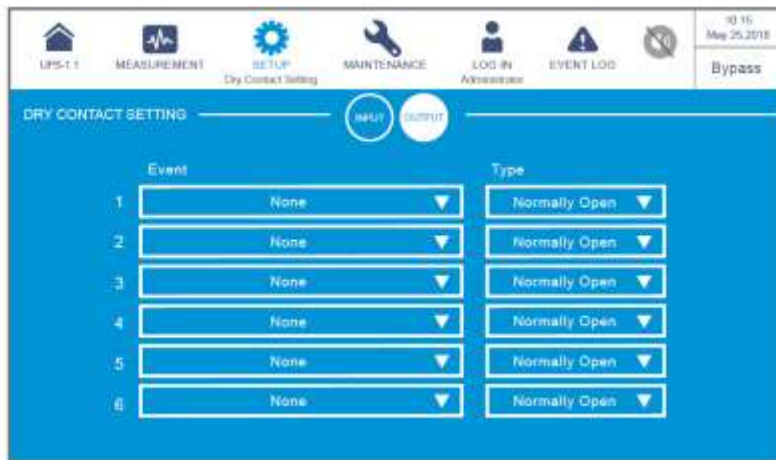 10:15
May 25,2018
UPS-1.1 MEASUREMENT SETUP MAINTENANCE LOG IN EVENT LOG
Dry Contact Setting Administrator
Bypass
DRY CONTACT SETTING INPUT OUTPUT
Event Type
1 None Normally Open
2 None Normally Open
3 None Normally Open
4 None Normally Open
5 None Normally Open
6 None Normally Open